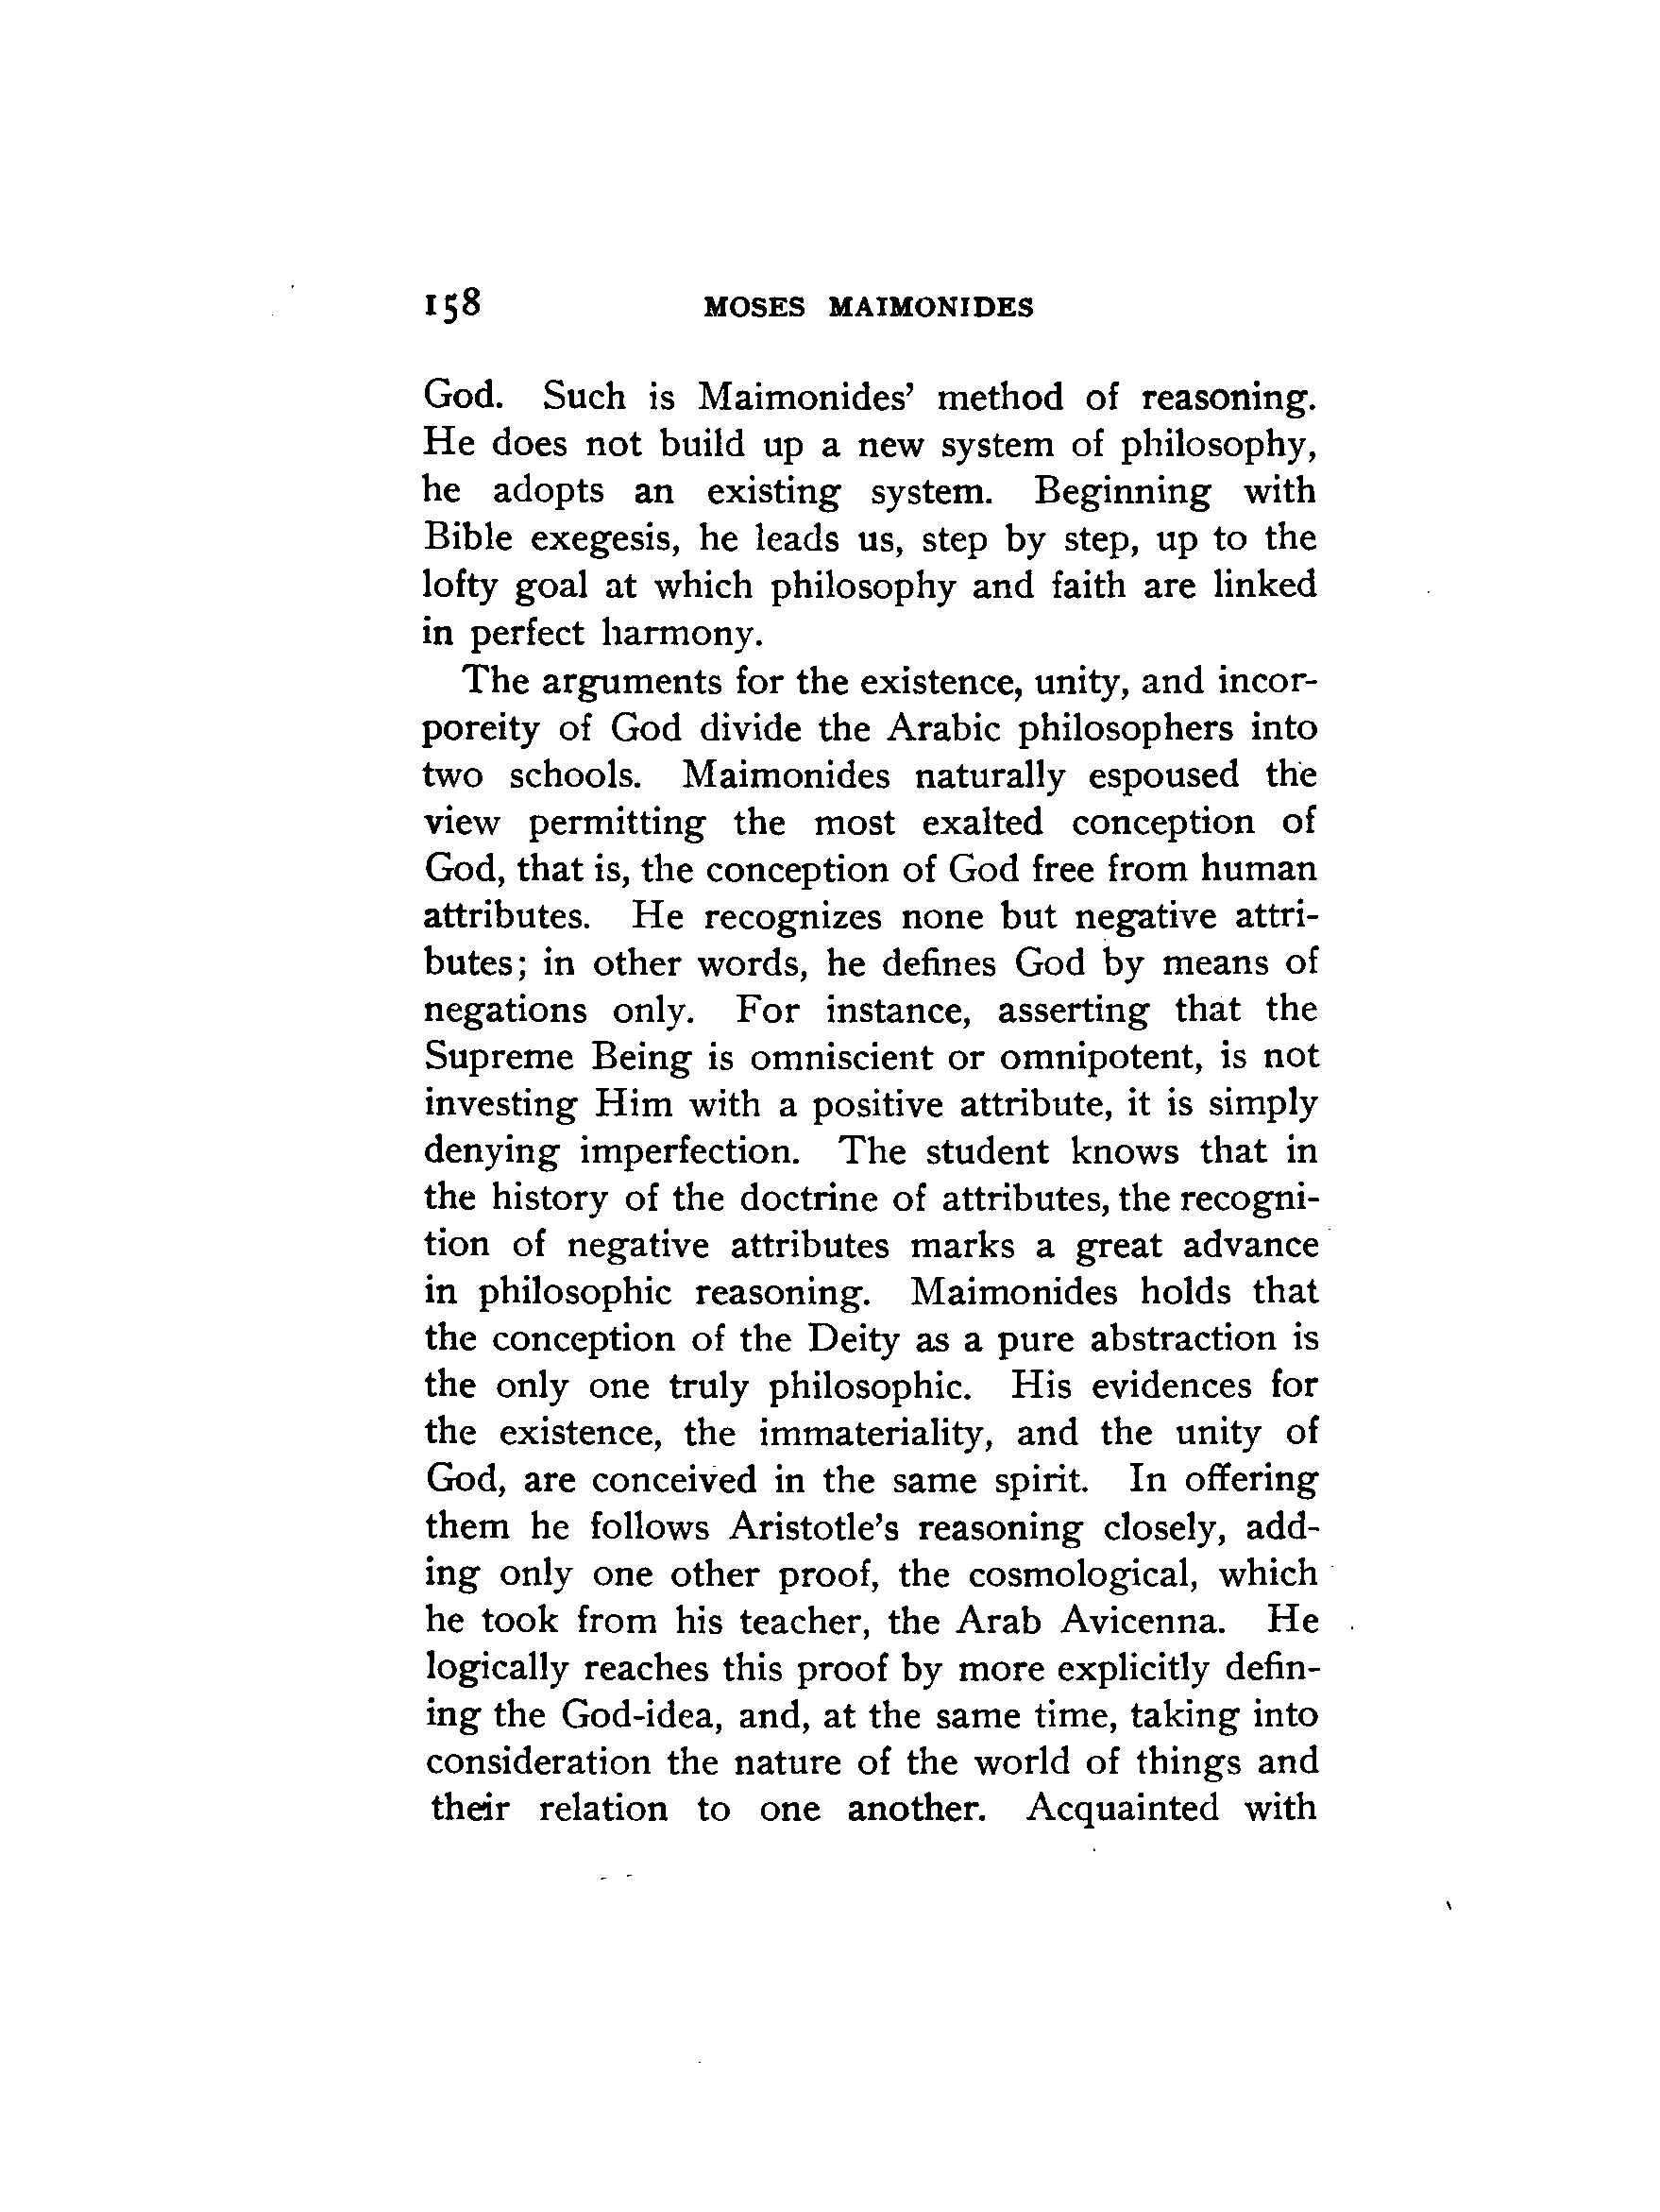 158 MOSES MAIMONIDES
God. Such is Maimonides' method of reasoning.
He does not build up a new system of philosophy,
he adopts an existing system. Beginning with
Bible exegesis, he leads us, step by step, up to the
lofty goal at which philosophy and faith are linked
in perfect harmony.
The arguments for the existence, unity, and incor-
poreity of God divide the Arabic philosophers into
two schools. Maimonides naturally espoused the
view permitting the most exalted conception of
God, that is, the conception of God free from human
attributes. He recognizes none but negative attri-
butes; in other words, he defines God by means of
negations only. For instance, asserting that the
Supreme Being is omniscient or omnipotent, is not
investing Him with a positive attribute, it is simply
denying imperfection. The student knows that in
the history of the doctrine of attributes, the recogni-
tion of negative attributes marks a great advance
in philosophic reasoning. Maimonides holds that
the conception of the Deity as a pure abstraction is
the only one truly philosophic. His evidences for
the existence, the immateriality, and the unity of
God, are conceived in the same spirit. In offering
them he follows Aristotle's reasoning closely, add-
ing only one other proof, the cosmological, which
he took from his teacher, the Arab Avicenna. He
logically reaches this proof by more explicitly defin-
ing the God-idea, and, at the same time, taking into
consideration the nature of the world of things and
their relation to one another. Acquainted with